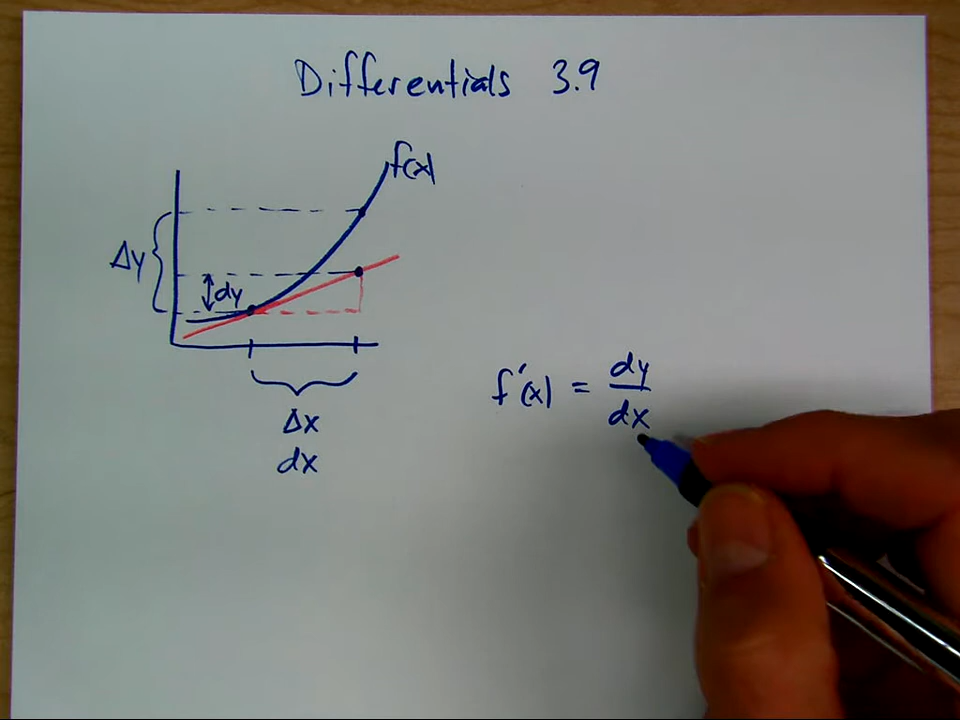 Differentials 3.9
f(x)
Δy
dy
f'(x) = dy/dx
Δx
dx